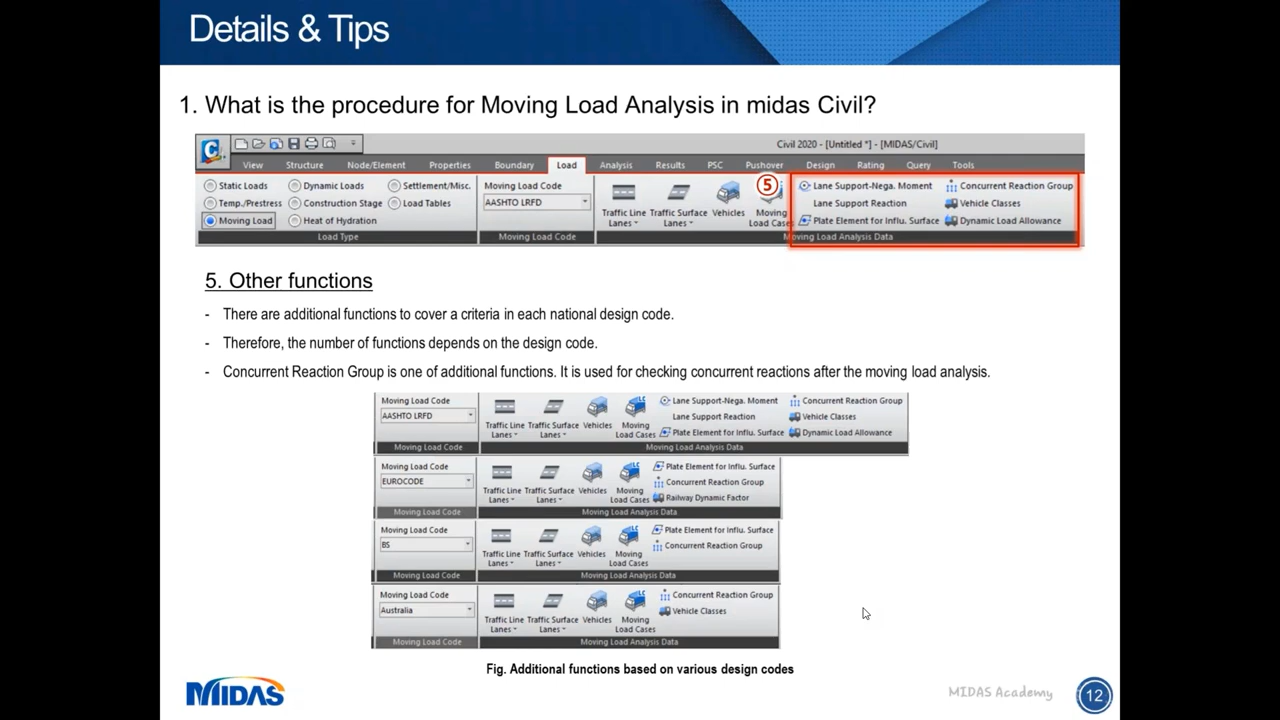 Details & Tips
1. What is the procedure for Moving Load Analysis in midas Civil?
Civil 2020 - [Untitled *] - [MIDAS/Civil]
View Structure Node/Element Properties Boundary Load Analysis Results PSC Pushover Design Rating Query Tools
Static Loads Dynamic Loads Settlement/Misc.
Temp./Prestress Construction Stage Load Tables
Moving Load Heat of Hydration
Load Type
Moving Load Code
AASHTO LRFD
Moving Load Code
Traffic Line Lanes
Traffic Surface Lanes
Vehicles
Moving Load Cases
5
Lane Support-Nega. Moment Concurrent Reaction Group
Lane Support Reaction Vehicle Classes
Plate Element for Influ. Surface Dynamic Load Allowance
Moving Load Analysis Data
5. Other functions
- There are additional functions to cover a criteria in each national design code.
- Therefore, the number of functions depends on the design code.
- Concurrent Reaction Group is one of additional functions. It is used for checking concurrent reactions after the moving load analysis.
Moving Load Code
AASHTO LRFD
Moving Load Code
Traffic Line Lanes
Traffic Surface Lanes
Vehicles
Moving Load Cases
Lane Support-Nega. Moment Concurrent Reaction Group
Lane Support Reaction Vehicle Classes
Plate Element for Influ. Surface Dynamic Load Allowance
Moving Load Analysis Data
Moving Load Code
EUROCODE
Moving Load Code
Traffic Line Lanes
Traffic Surface Lanes
Vehicles
Moving Load Cases
Plate Element for Influ. Surface
Concurrent Reaction Group
Railway Dynamic Factor
Moving Load Analysis Data
Moving Load Code
BS
Moving Load Code
Traffic Line Lanes
Traffic Surface Lanes
Vehicles
Moving Load Cases
Plate Element for Influ. Surface
Concurrent Reaction Group
Moving Load Analysis Data
Moving Load Code
Australia
Moving Load Code
Traffic Line Lanes
Traffic Surface Lanes
Vehicles
Moving Load Cases
Concurrent Reaction Group
Vehicle Classes
Moving Load Analysis Data
Fig. Additional functions based on various design codes
MIDAS
MIDAS Academy
12